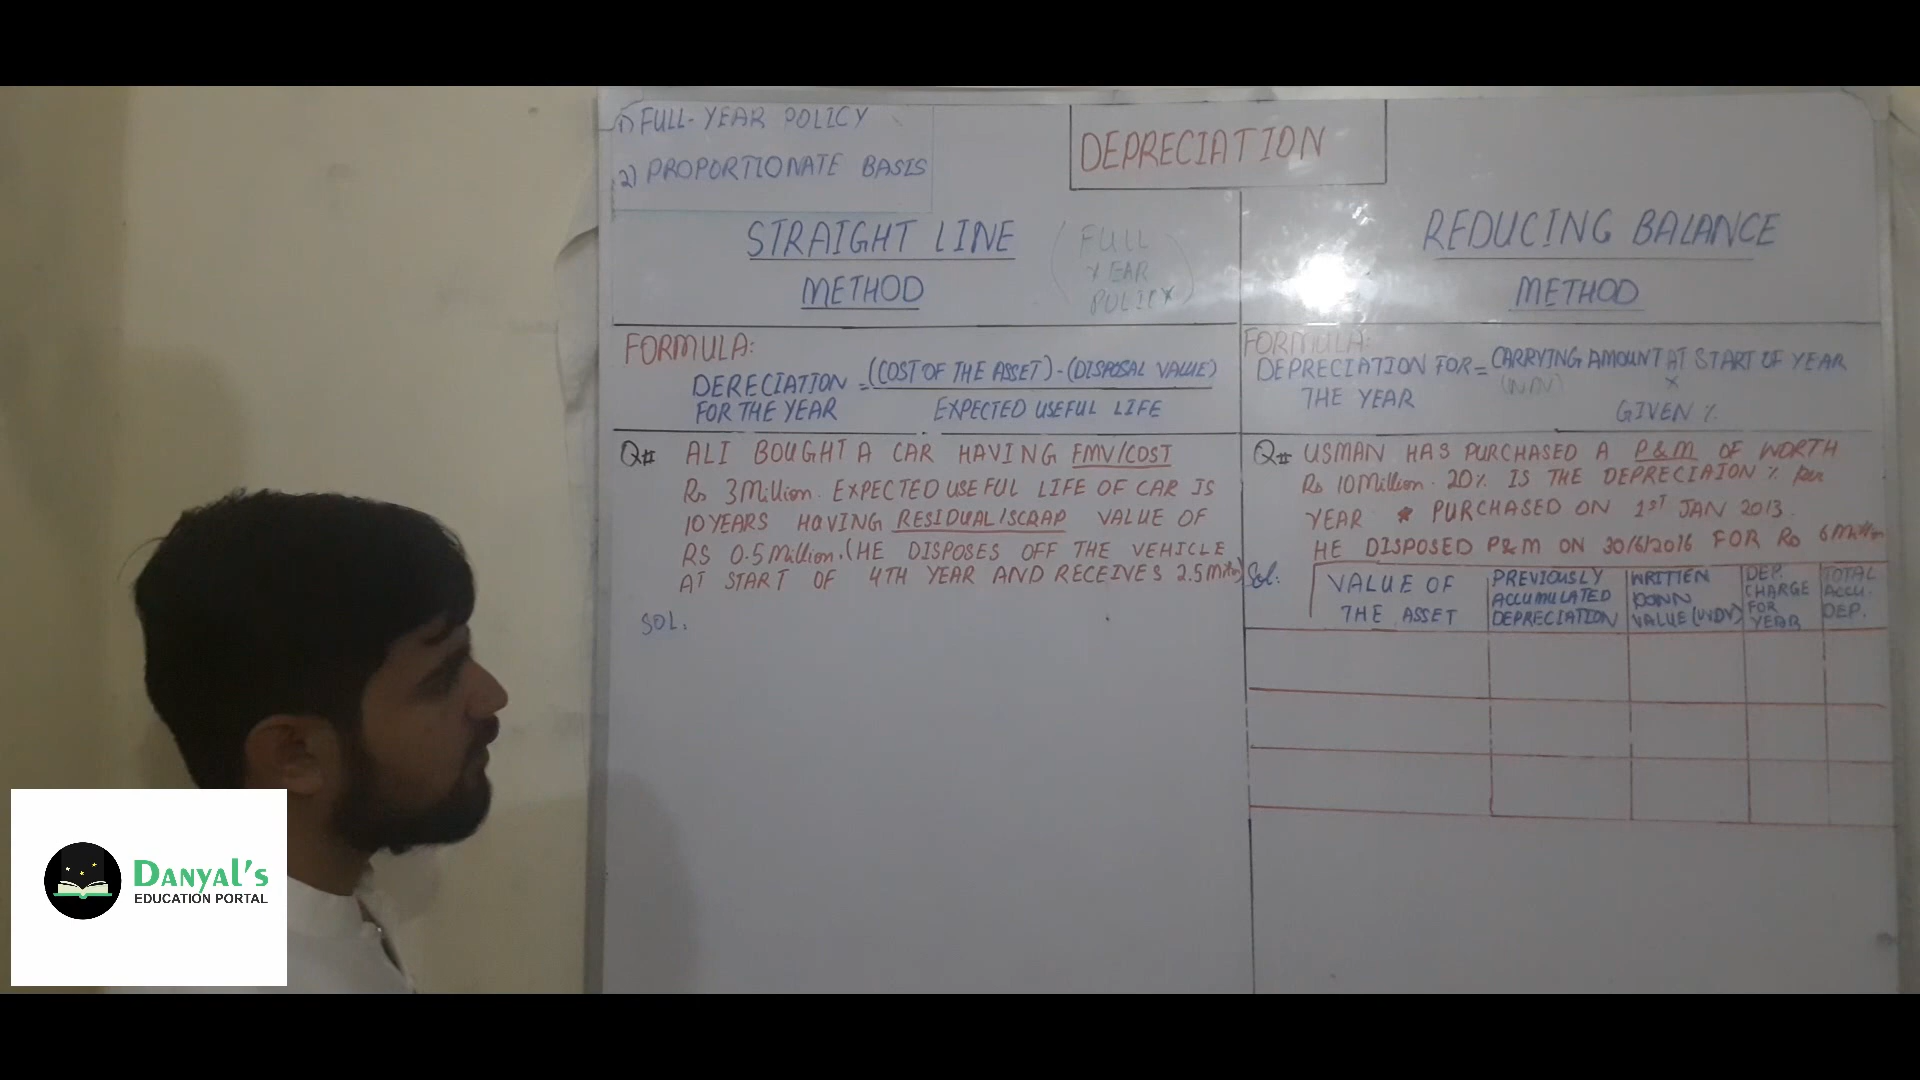 1) FULL-YEAR POLICY
2) PROPORTIONATE BASIS
DEPRECIATION
STRAIGHT LINE
METHOD
FULL
YEAR
POLICY
FORMULA:
DERECIATION = (COST OF THE ASSET) - (DISPOSAL VALUE)
FOR THE YEAR EXPECTED USEFUL LIFE
Q# ALI BOUGHT A CAR HAVING FMV/COST
Rs 3Million. EXPECTED USEFUL LIFE OF CAR IS
10 YEARS HAVING RESIDUAL/SCRAP VALUE OF
RS 0.5 Million. (HE DISPOSES OFF THE VEHICLE
AT START OF 4TH YEAR AND RECEIVES 2.5
SOL.
REDUCING BALANCE
METHOD
FORMULA:
DEPRECIATION FOR = CARRYING AMOUNT AT START OF YEAR
THE YEAR x
GIVEN %
Q# USMAN HAS PURCHASED A P&M OF WORTH
Rs 10 Million. 20% IS THE DEPRECIAION % per
YEAR * PURCHASED ON 1ST JAN 2013.
HE DISPOSED P&M ON 30/6/2016 FOR Rs 6 Million
Sol:
VALUE OF
THE ASSET
PREVIOUSLY
ACCUMULATED
DEPRECIATION
WRITTEN
DOWN
VALUE (WDV)
DEP.
CHARGE
FOR
YEAR
TOTAL
ACCU.
DEP.
DANYAL'S
EDUCATION PORTAL